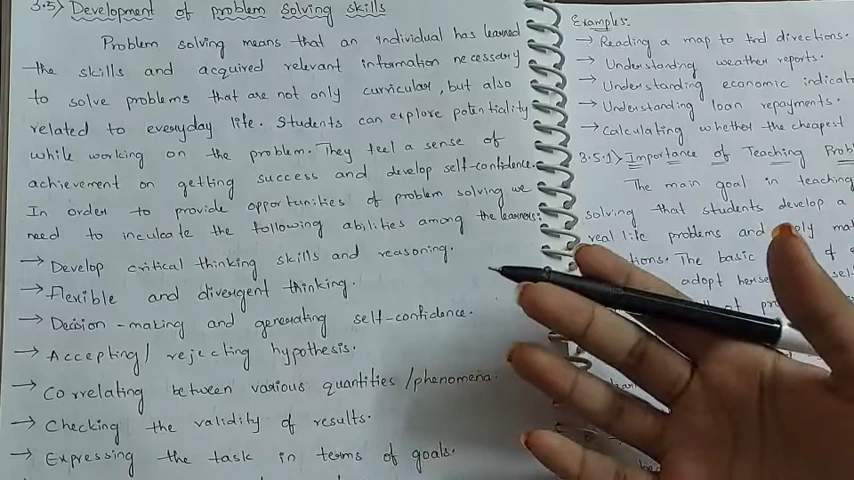 3.5) Development of problem solving skills
Problem solving means that an individual has learned
the skills and acquired relevant information necessary
to solve problems that are not only curricular, but also
related to everyday life. Students can explore potentiality
while working on the problem. They feel a sense of
achievement on getting success and develop self-confidence.
In order to provide opportunities of problem solving we
need to inculcate the following abilities among the learners:
→ Develop critical thinking skills and reasoning.
→ Flexible and divergent thinking.
→ Decision-making and generating self-confidence.
→ Accepting/ rejecting hypothesis.
→ Correlating between various quantities/phenomena.
→ Checking the validity of results.
→ Expressing the task in terms of goals.
Examples:
→ Reading a map to find directions.
→ Understanding weather reports.
→ Understanding economic
→ Understanding loan repayments.
→ Calculating whether the cheapest
3.5.1) Importance of Teaching
The main goal in teaching
solving that students develop a
real life problems and
The basic
adopt